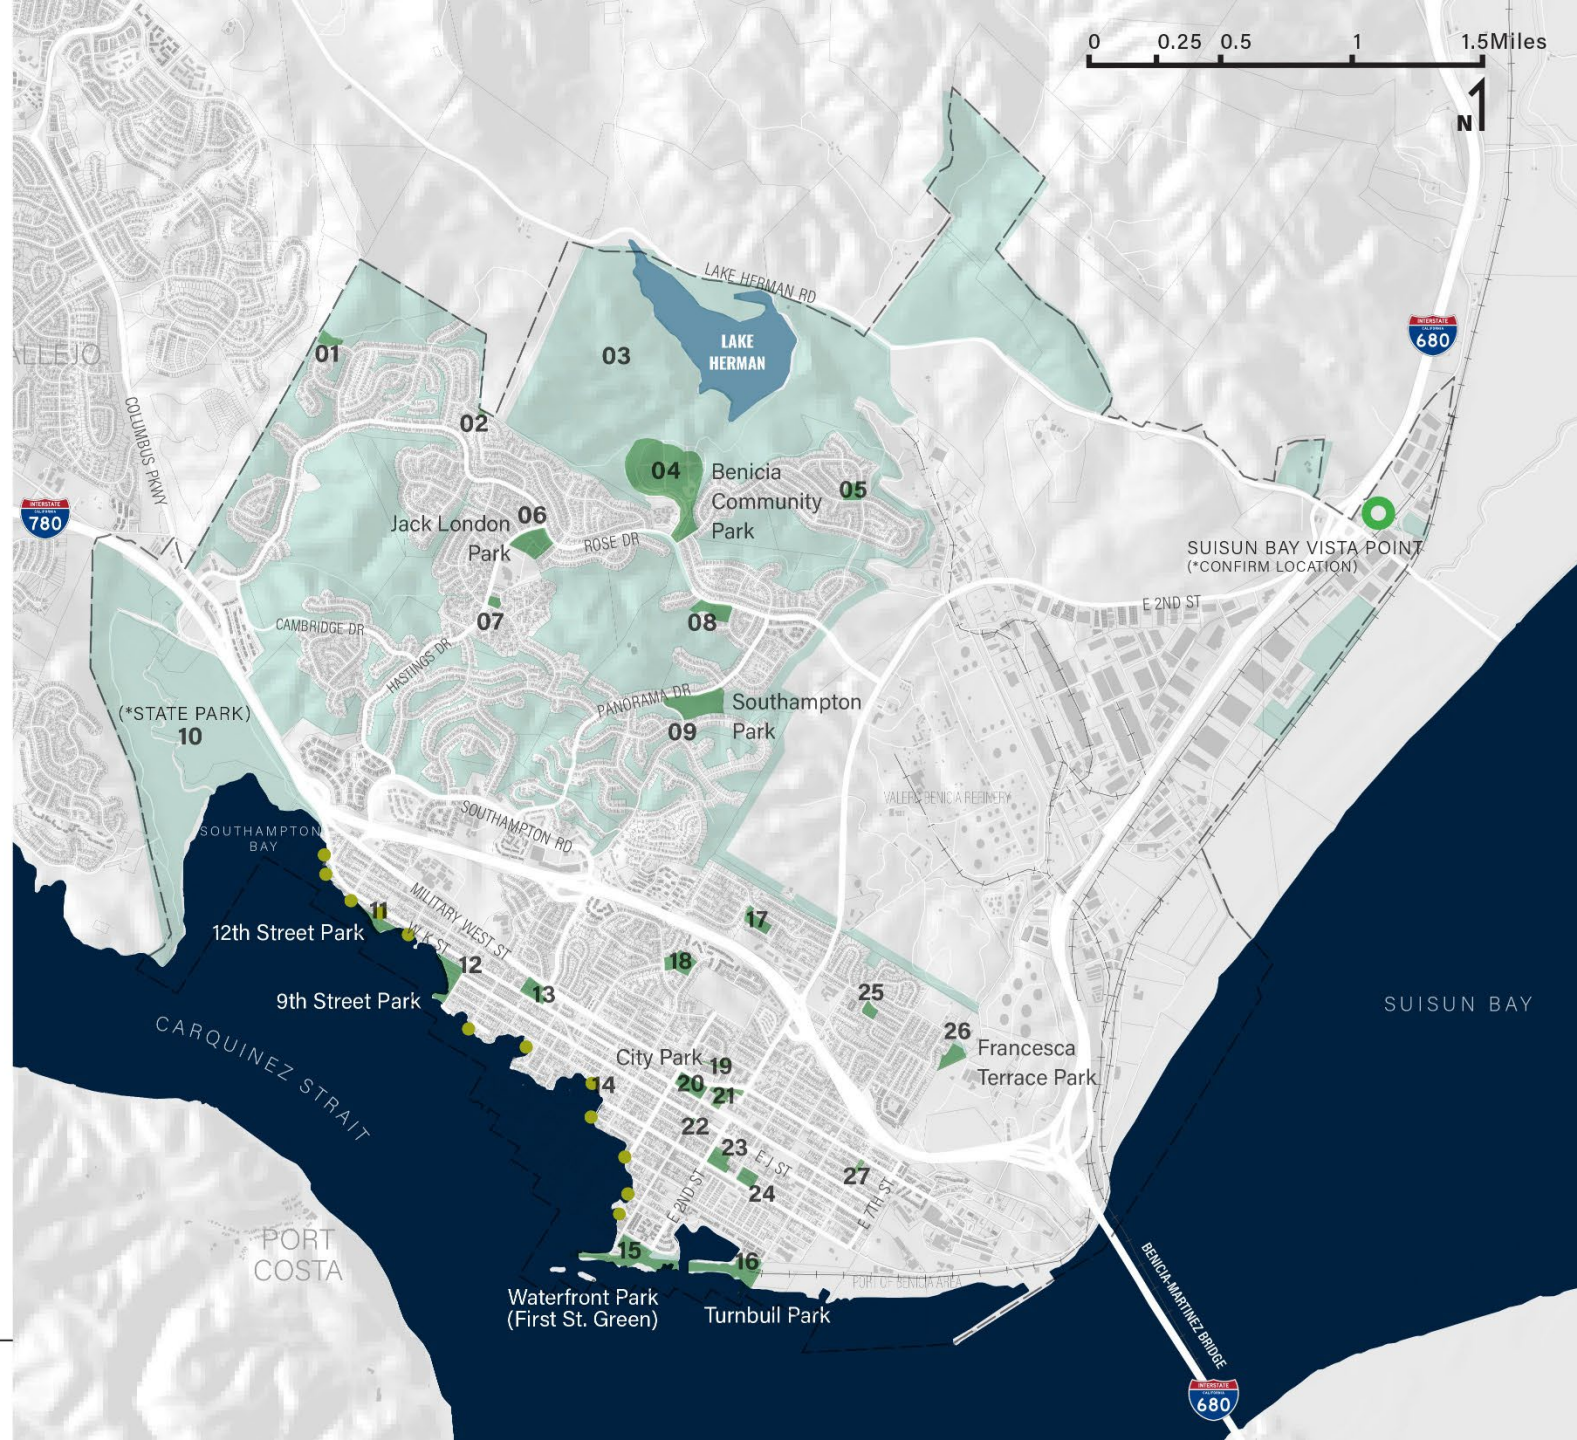 0 0.25 0.5 1 1.5Miles
N
LAKE HERMAN RD
INTERSTATE
CALIFORNIA
680
LAKE
HERMAN
01
03
ALLEJO
COLUMBUS PKWY
02
04
Benicia
Community
Park
05
INTERSTATE
CALIFORNIA
780
Jack London
Park
06
ROSE DR
SUISUN BAY VISTA POINT
(*CONFIRM LOCATION)
E 2ND ST
07
08
CAMBRIDGE DR
HASTINGS DR
PANORAMA DR
Southampton
Park
09
(*STATE PARK)
10
VALERO BENICIA REFINERY
SOUTHAMPTON RD
SOUTHAMPTON
BAY
MILITARY WEST ST
11
12th Street Park
W K ST
17
12
18
9th Street Park
13
25
SUISUN BAY
CARQUINEZ STRAIT
26
Francesca
Terrace Park
City Park
19
14
20
21
22
23
E J ST
24
27
E 2ND ST
E 7TH ST
PORT
COSTA
15
16
PORT OF BENICIA AREA
Waterfront Park
(First St. Green)
Turnbull Park
BENICIA-MARTINEZ BRIDGE
INTERSTATE
CALIFORNIA
680